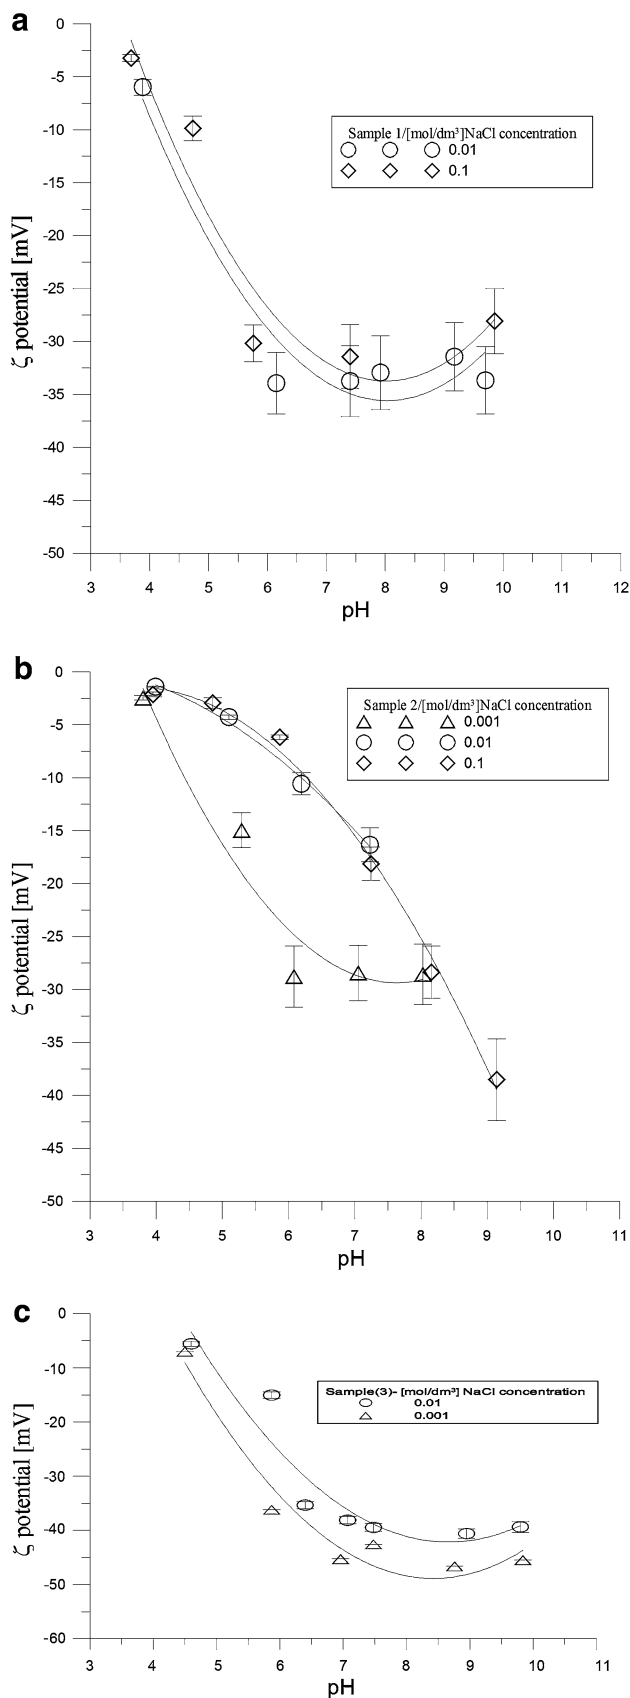 a
0
-5
-10
-15
-20
-25
-30
-35
-40
-45
-50
ζ potential [mV]
Sample 1/[mol/dm³]NaCl concentration
0.01
0.1
3 4 5 6 7 8 9 10 11 12
pH
b
0
-5
-10
-15
-20
-25
-30
-35
-40
-45
-50
ζ potential [mV]
Sample 2/[mol/dm³]NaCl concentration
0.001
0.01
0.1
3 4 5 6 7 8 9 10 11
pH
c
0
-10
-20
-30
-40
-50
-60
ζ potential [mV]
Sample(3)- [mol/dm³] NaCl concentration
0.01
0.001
3 4 5 6 7 8 9 10 11
pH